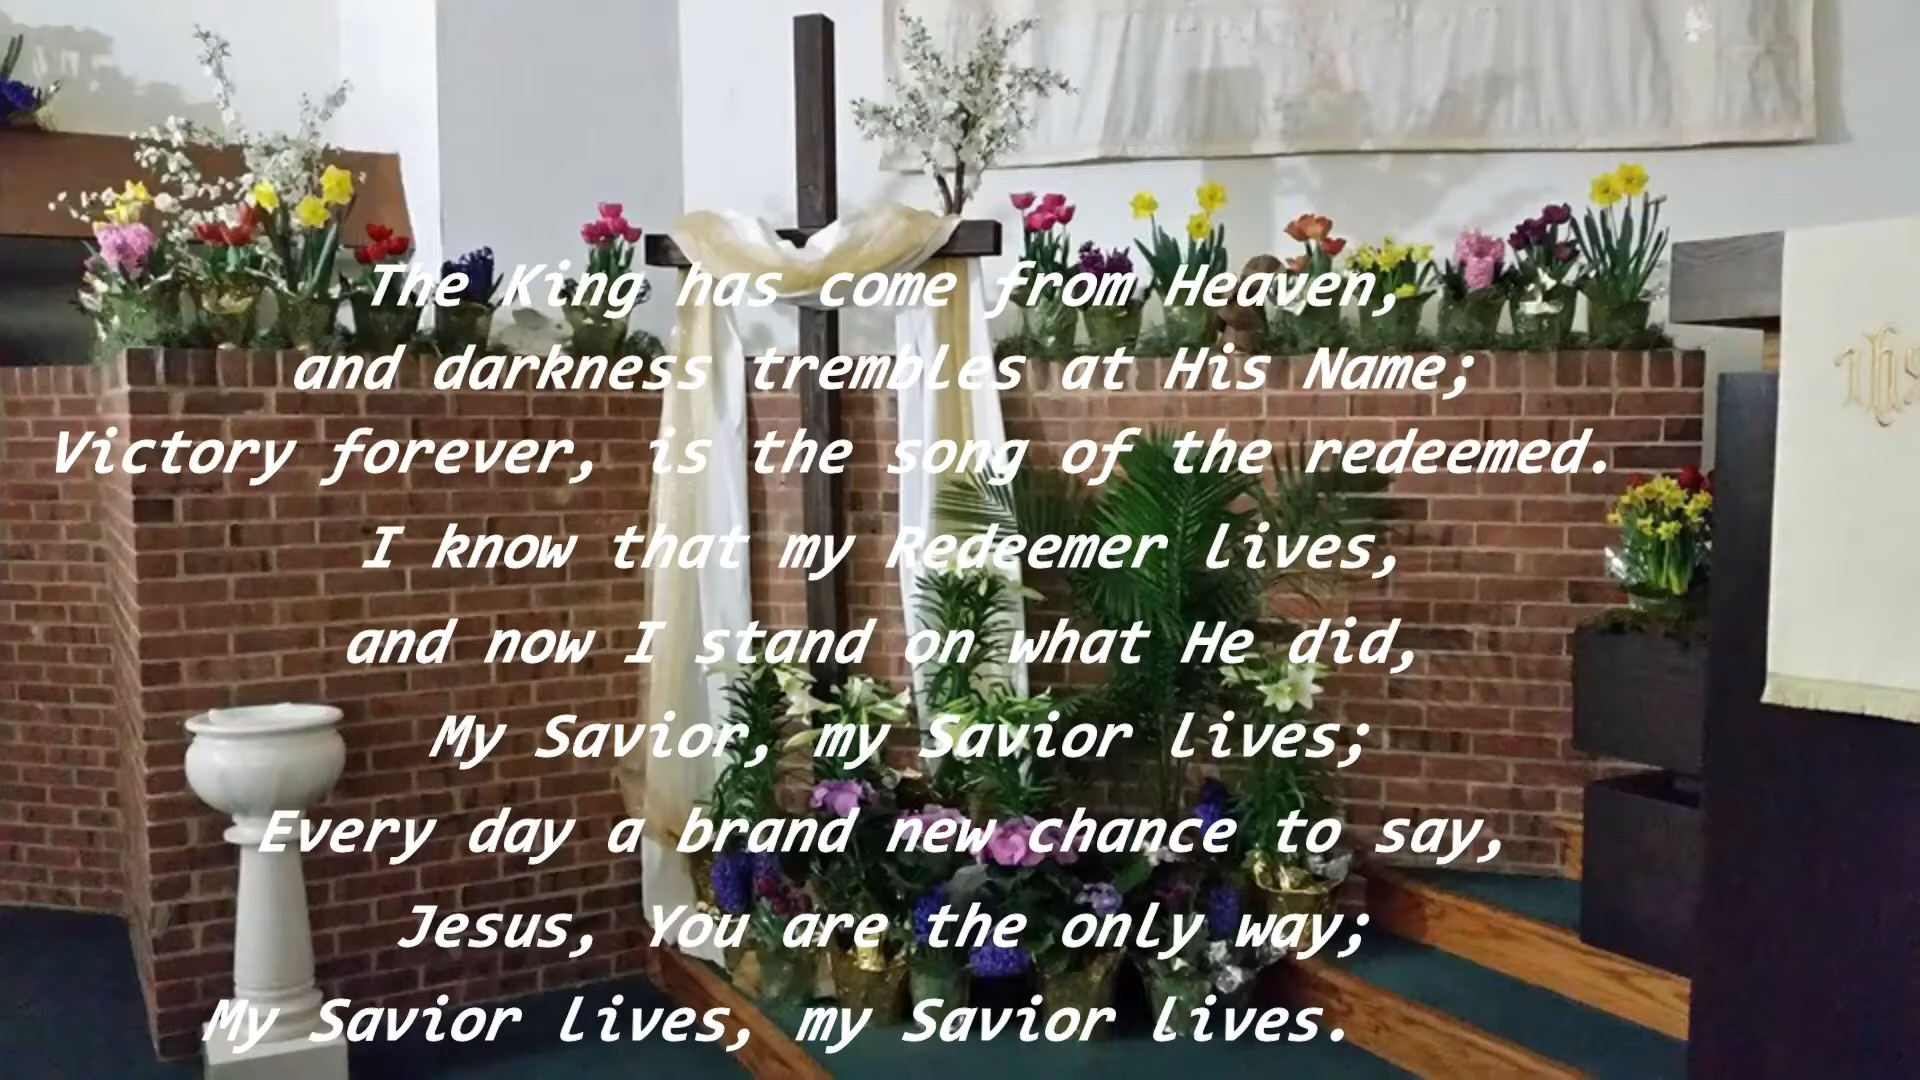 The King has come from Heaven,
and darkness trembles at His Name;
Victory forever, is the song of the redeemed.
I know that my Redeemer lives,
and now I stand on what He did,
My Savior, my Savior lives;
Every day a brand new chance to say,
Jesus, You are the only way;
My Savior lives, my Savior lives.
ihs